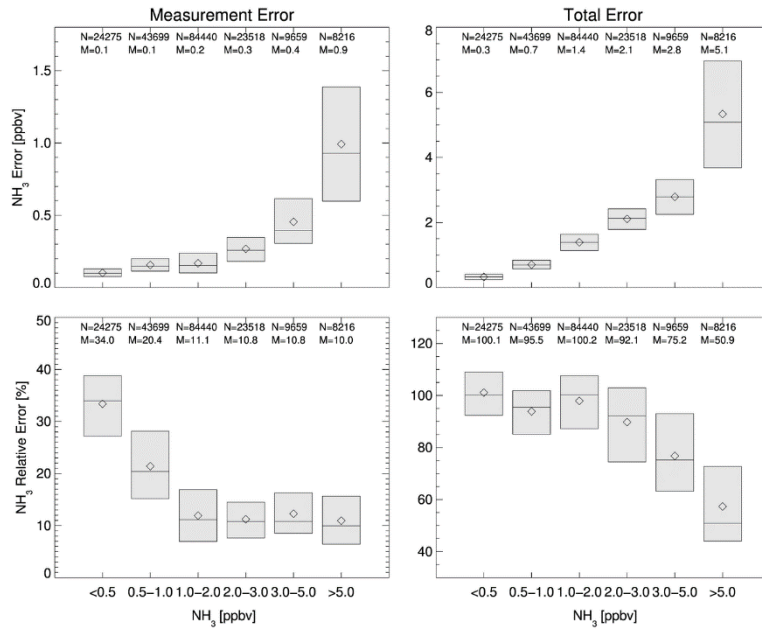 Measurement Error
Total Error
N=24275 N=43699 N=84440 N=23518 N=9659 N=8216
M=0.1 M=0.1 M=0.2 M=0.3 M=0.4 M=0.9
N=24275 N=43699 N=84440 N=23518 N=9659 N=8216
M=0.3 M=0.7 M=1.4 M=2.1 M=2.8 M=5.1
NH3 Error [ppbv]
1.5
1.0
0.5
0.0
8
6
4
2
0
N=24275 N=43699 N=84440 N=23518 N=9659 N=8216
M=34.0 M=20.4 M=11.1 M=10.8 M=10.8 M=10.0
N=24275 N=43699 N=84440 N=23518 N=9659 N=8216
M=100.1 M=95.5 M=100.2 M=92.1 M=75.2 M=50.9
NH3 Relative Error [%]
50
40
30
20
10
0
120
100
80
60
40
<0.5 0.5–1.0 1.0–2.0 2.0–3.0 3.0–5.0 >5.0
NH3 [ppbv]
<0.5 0.5–1.0 1.0–2.0 2.0–3.0 3.0–5.0 >5.0
NH3 [ppbv]